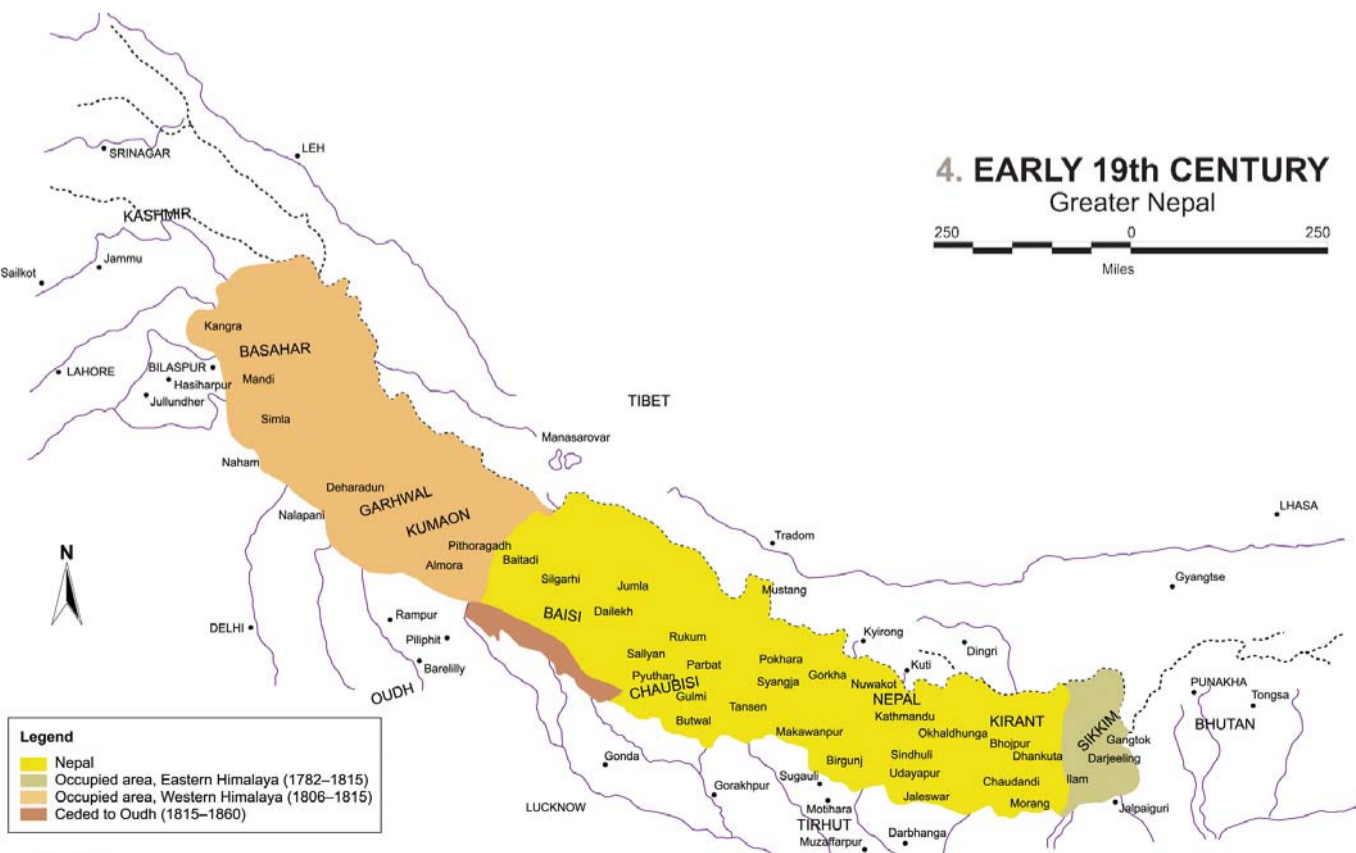 4. EARLY 19th CENTURY
Greater Nepal
250 0 250
Miles
SRINAGAR
LEH
KASHMIR
Jammu
Sailkot
Kangra
BASAHAR
LAHORE
BILASPUR
Mandi
Hasiharpur
Jullundher
TIBET
Simla
Manasarovar
Naham
Deharadun
GARHWAL
Nalapani
KUMAON
LHASA
Tradom
Pithoragadh
Baitadi
Almora
N
Silgarhi
Jumla
Mustang
Gyangtse
BAISI
Dailekh
Rampur
DELHI
Piliphit
Rukum
Kyirong
Dingri
Barelilly
Sallyan
Parbat
Pokhara
Kuti
Pyuthan
Gorkha
Syangja
Nuwakot
CHAUBISI
OUDH
Gulmi
NEPAL
PUNAKHA
Tongsa
Tansen
Butwal
Kathmandu
KIRANT
BHUTAN
Makawanpur
Okhaldhunga
SIKKIM
Gangtok
Bhojpur
Gonda
Birgunj
Sindhuli
Dhankuta
Darjeeling
Sugauli
Udayapur
Chaudandi
Ilam
Gorakhpur
Jaleswar
Morang
LUCKNOW
Motihara
Jalpaiguri
TIRHUT
Darbhanga
Muzaffarpur
Legend
Nepal
Occupied area, Eastern Himalaya (1782–1815)
Occupied area, Western Himalaya (1806–1815)
Ceded to Oudh (1815–1860)